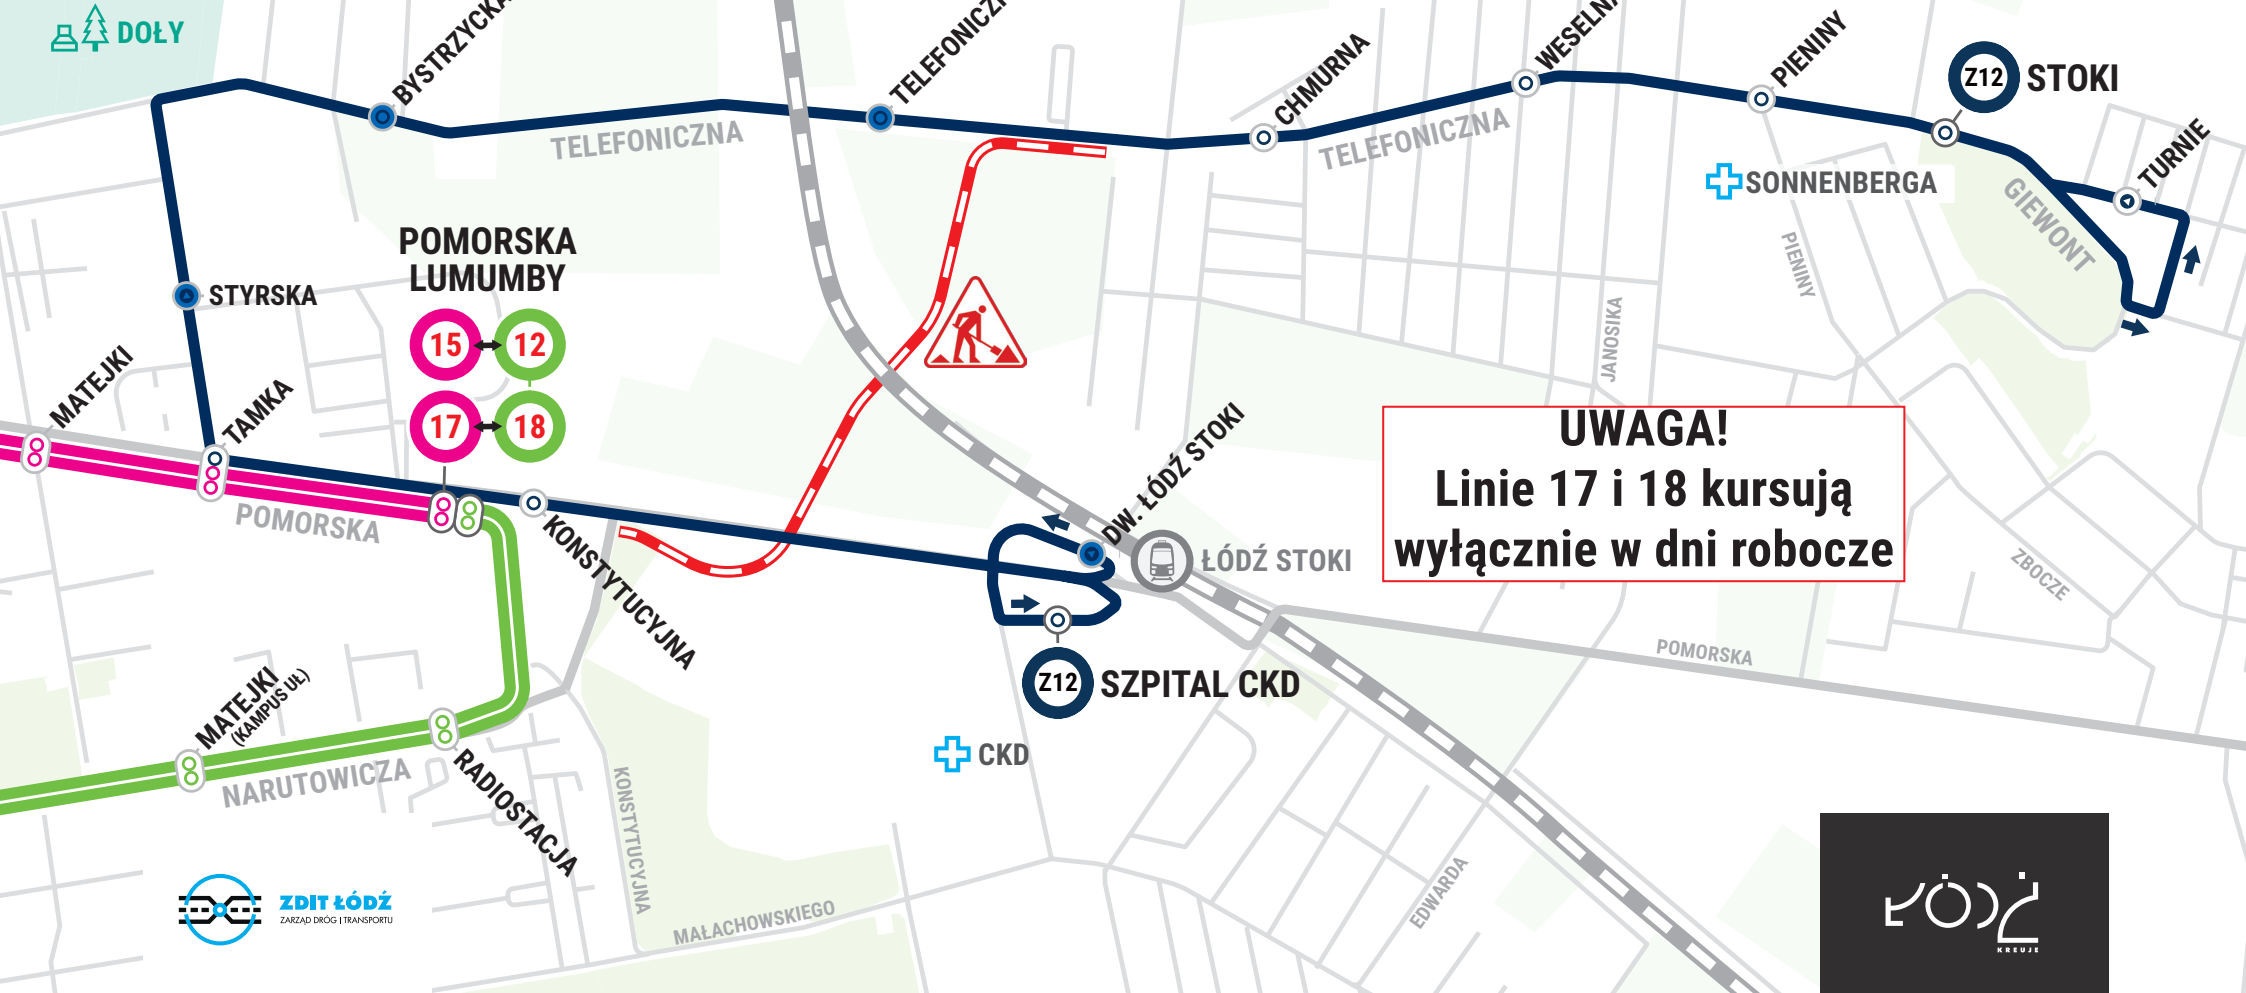 DOŁY
BYSTRZYCKA
TELEFONICZNA
CHMURNA
PIENINY
Z12
STOKI
TELEFONICZNA
TURNIE
SONNENBERGA
GIEWONT
PIENINY
STYRSKA
POMORSKA
LUMUMBY
15
12
17
18
JANOSIKA
MATEJKI
TAMKA
POMORSKA
KONSTYTUCYJNA
DW. ŁÓDŹ STOKI
ŁÓDŹ STOKI
UWAGA!
Linie 17 i 18 kursują
wyłącznie w dni robocze
ZBOCZE
POMORSKA
Z12
SZPITAL CKD
CKD
MATEJKI
(KAMPUS UŁ)
NARUTOWICZA
RADIOSTACJA
KONSTYTUCYJNA
MAŁACHOWSKIEGO
EDWARDA
ZDIT ŁÓDŹ
ZARZĄD DRÓG I TRANSPORTU
ŁÓDŹ
KREUJE